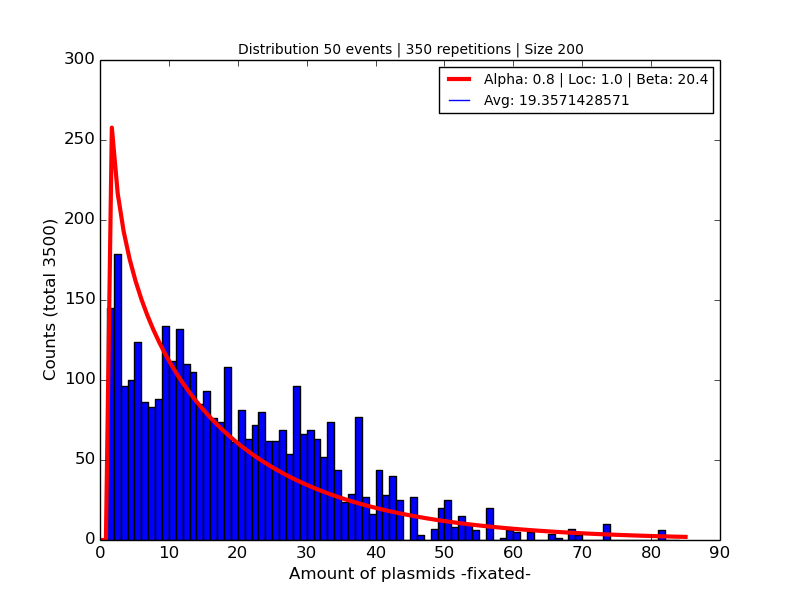 Distribution 50 events | 350 repetitions | Size 200
Alpha: 0.8 | Loc: 1.0 | Beta: 20.4
Avg: 19.3571428571
300
250
200
150
100
50
0
Counts (total 3500)
0 10 20 30 40 50 60 70 80 90
Amount of plasmids -fixated-